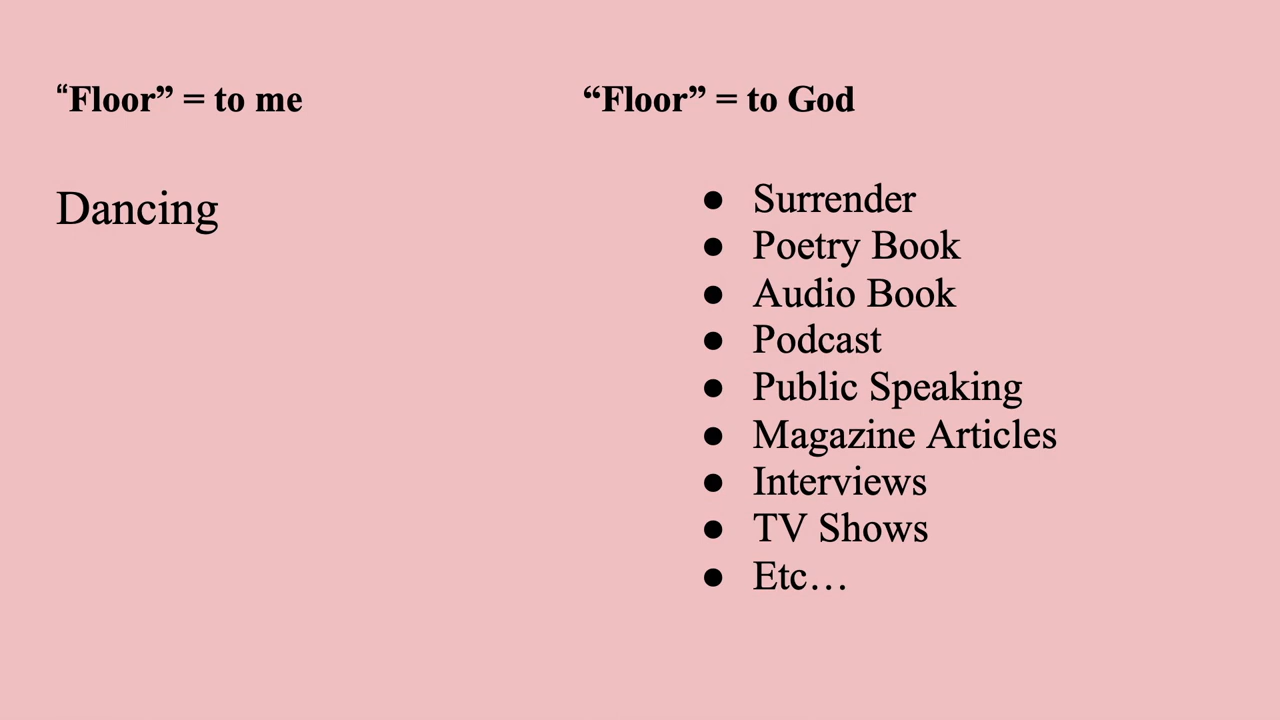 “Floor” = to me
Dancing
“Floor” = to God
● Surrender
● Poetry Book
● Audio Book
● Podcast
● Public Speaking
● Magazine Articles
● Interviews
● TV Shows
● Etc…